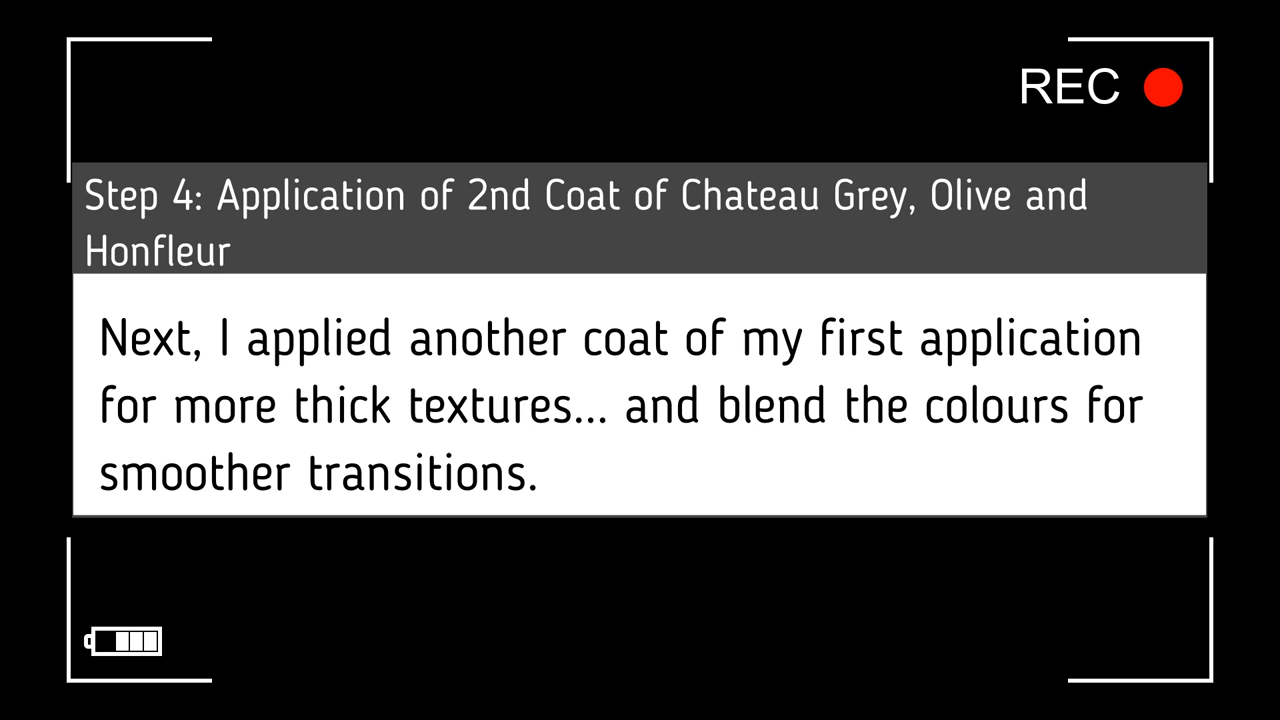 REC
Step 4: Application of 2nd Coat of Chateau Grey, Olive and
Honfleur
Next, I applied another coat of my first application
for more thick textures... and blend the colours for
smoother transitions.